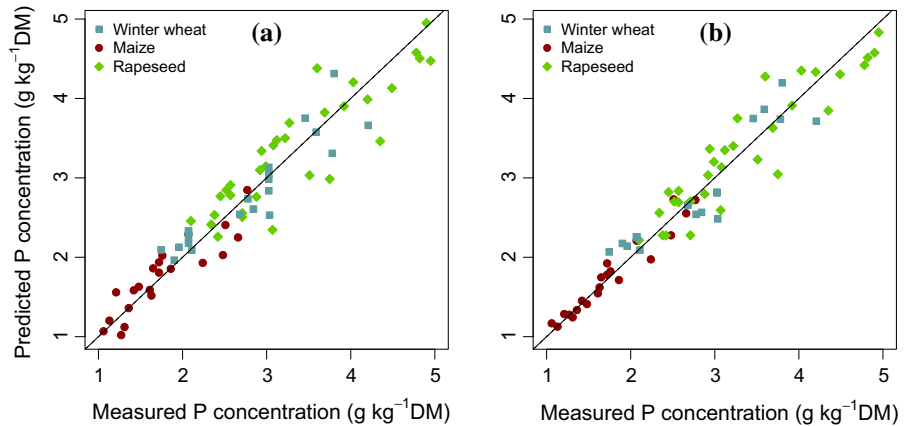 Predicted P concentration (g kg⁻¹DM)
5
4
3
2
1
Winter wheat
Maize
Rapeseed
(a)
1 2 3 4 5
Measured P concentration (g kg⁻¹DM)
5
4
3
2
1
Winter wheat
Maize
Rapeseed
(b)
1 2 3 4 5
Measured P concentration (g kg⁻¹DM)